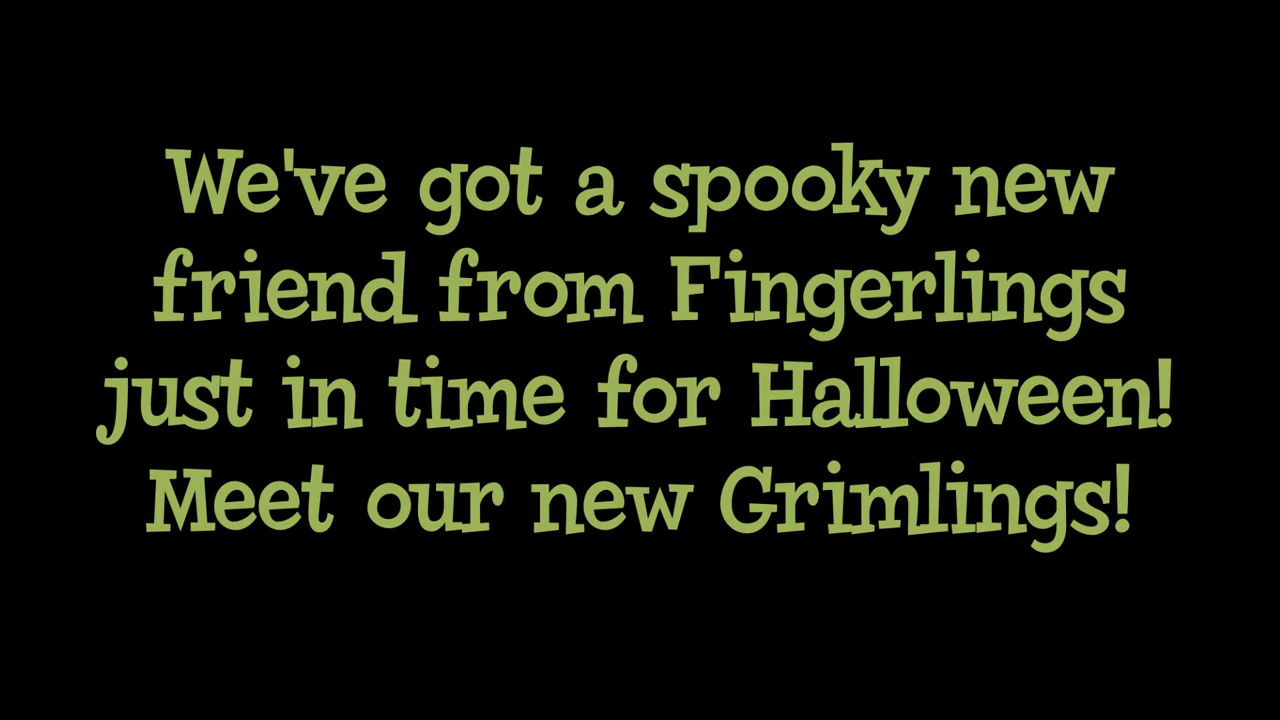 We've got a spooky new
friend from Fingerlings
just in time for Halloween!
Meet our new Grimlings!